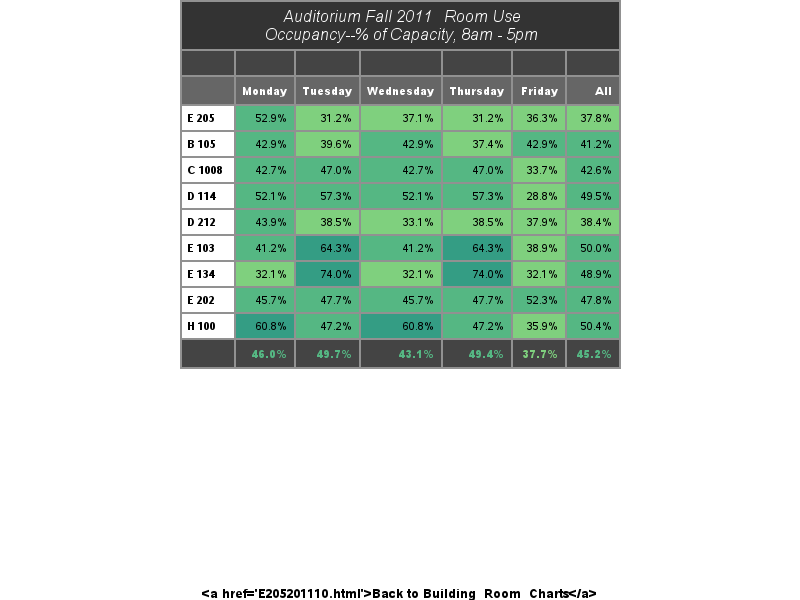 Auditorium Fall 2011 Room Use
Occupancy--% of Capacity, 8am - 5pm
Monday Tuesday Wednesday Thursday Friday All
E 205 52.9% 31.2% 37.1% 31.2% 36.3% 37.8%
B 105 42.9% 39.6% 42.9% 37.4% 42.9% 41.2%
C 1008 42.7% 47.0% 42.7% 47.0% 33.7% 42.6%
D 114 52.1% 57.3% 52.1% 57.3% 28.8% 49.5%
D 212 43.9% 38.5% 33.1% 38.5% 37.9% 38.4%
E 103 41.2% 64.3% 41.2% 64.3% 38.9% 50.0%
E 134 32.1% 74.0% 32.1% 74.0% 32.1% 48.9%
E 202 45.7% 47.7% 45.7% 47.7% 52.3% 47.8%
H 100 60.8% 47.2% 60.8% 47.2% 35.9% 50.4%
46.0% 49.7% 43.1% 49.4% 37.7% 45.2%
<a href='E205201110.html'>Back to Building Room Charts</a>